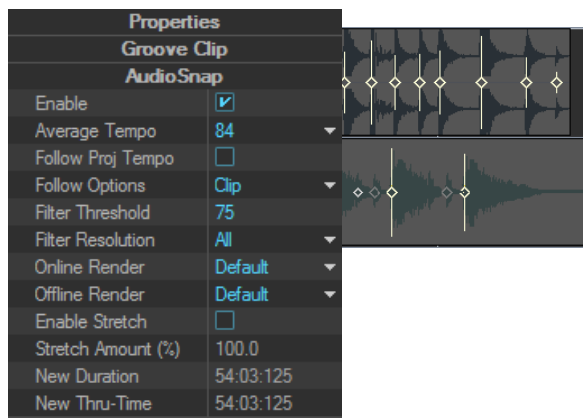 Properties
Groove Clip
AudioSnap
Enable
Average Tempo 84
Follow Proj Tempo
Follow Options Clip
Filter Threshold 75
Filter Resolution All
Online Render Default
Offline Render Default
Enable Stretch
Stretch Amount (%) 100.0
New Duration 54:03:125
New Thru-Time 54:03:125